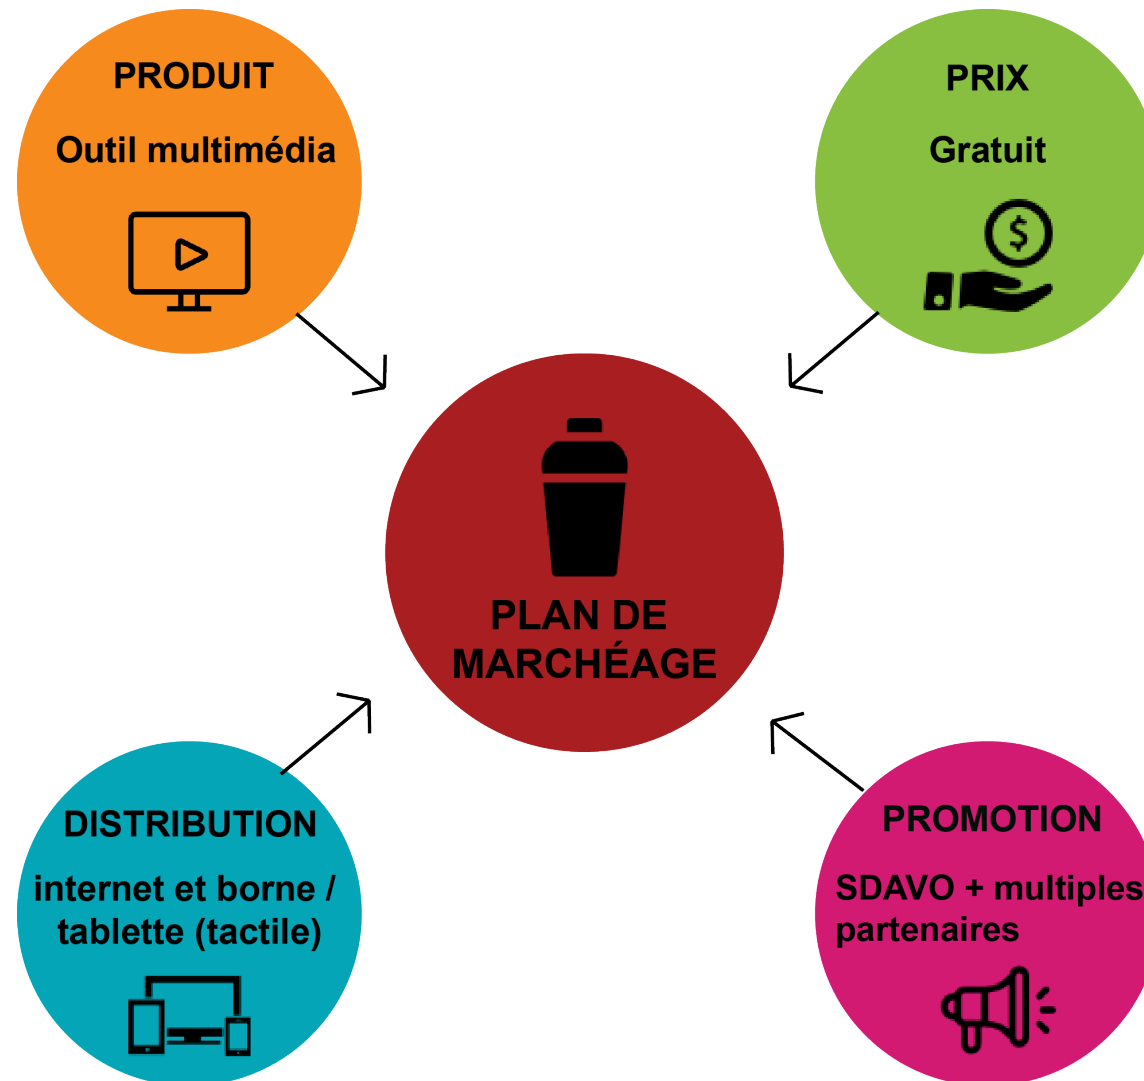 PRODUIT
Outil multimédia
PRIX
Gratuit
PLAN DE
MARCHÉAGE
DISTRIBUTION
internet et borne /
tablette (tactile)
PROMOTION
SDAVO + multiples
partenaires